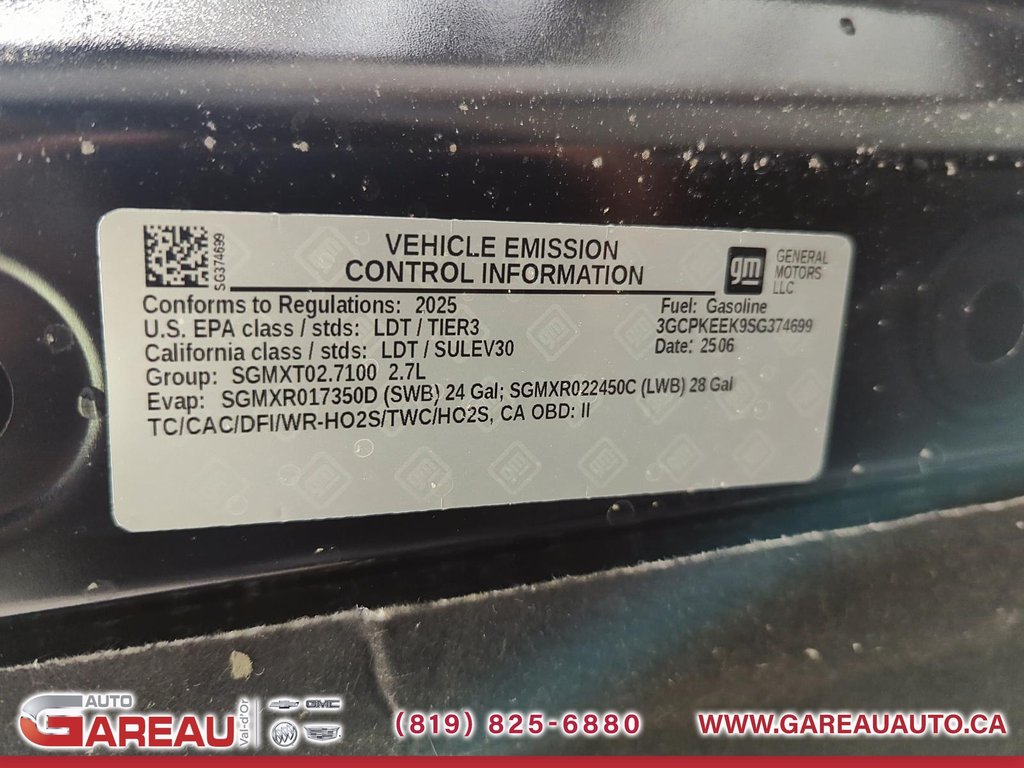 SG374699
VEHICLE EMISSION
CONTROL INFORMATION
gm
GENERAL
MOTORS
LLC
Conforms to Regulations: 2025
Fuel: Gasoline
U.S. EPA class / stds: LDT / TIER3
3GCPKEEK9SG374699
California class / stds: LDT / SULEV30
Date: 2506
Group: SGMXT02.7100 2.7L
Evap: SGMXR017350D (SWB) 24 Gal; SGMXR022450C (LWB) 28 Gal
TC/CAC/DFI/WR-HO2S/TWC/HO2S, CA OBD: II
AUTO
GAREAU
Val-d'Or
GMC
(819) 825-6880
WWW.GAREAUAUTO.CA